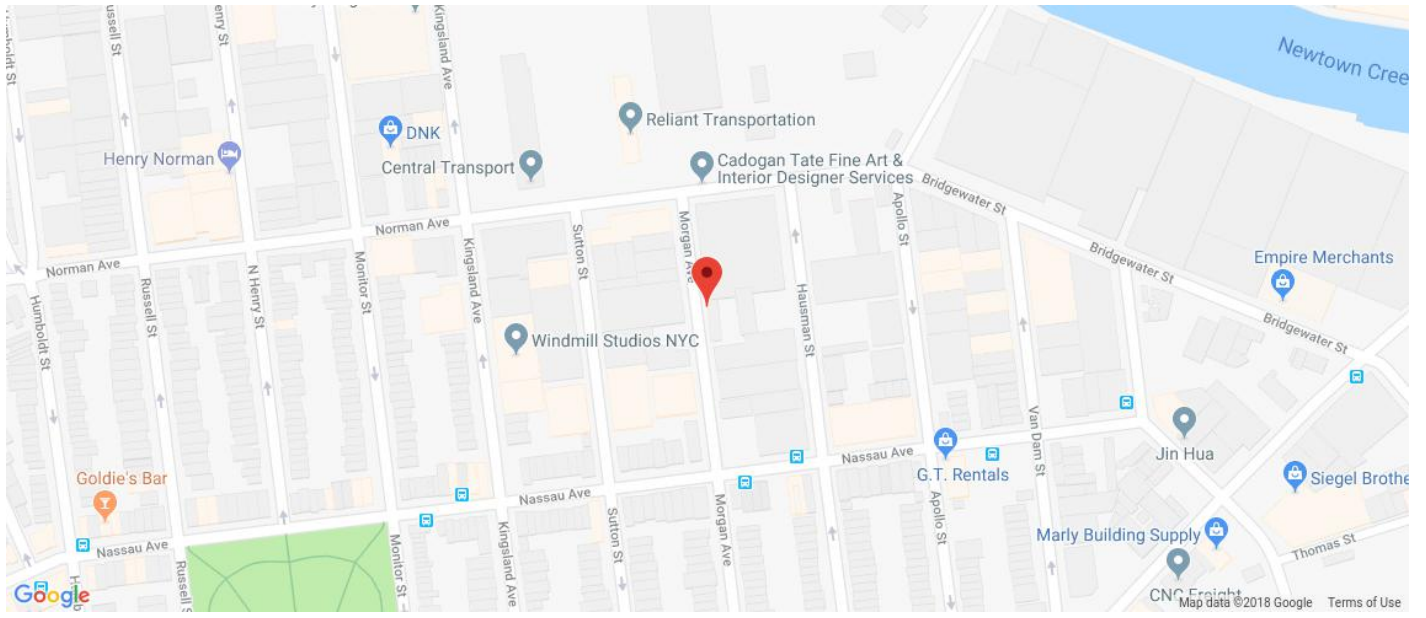 Humboldt St
Russell St
N Henry St
Kingsland Ave
Newtown Cree
DNK
Reliant Transportation
Henry Norman
Central Transport
Cadogan Tate Fine Art &
Interior Designer Services
Bridgewater St
Apollo St
Norman Ave
Morgan Ave
Sutton St
Kingsland Ave
Bridgewater St
Norman Ave
Monitor St
N Henry St
Russell St
Humboldt St
Hausman St
Empire Merchants
Bridgewater St
Windmill Studios NYC
Van Dam St
Nassau Ave
Jin Hua
G.T. Rentals
Goldie's Bar
Siegel Brothe
Nassau Ave
Morgan Ave
Apollo St
Sutton St
Kingsland Ave
Monitor St
Marly Building Supply
Thomas St
Nassau Ave
Russell S
Humb
CNC Freight
Google
Map data ©2018 Google
Terms of Use